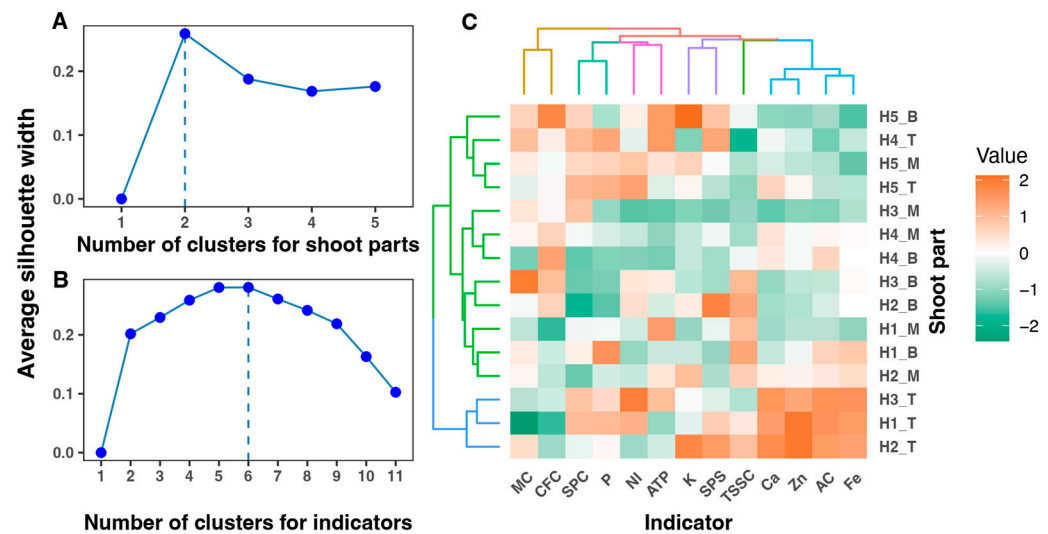 A
0.2
0.1
0.0
1 2 3 4 5
Number of clusters for shoot parts
Average silhouette width
B
0.2
0.1
0.0
1 2 3 4 5 6 7 8 9 10 11
Number of clusters for indicators
C
H5_B
H4_T
H5_M
H5_T
H3_M
H4_M
H4_B
H3_B
H2_B
H1_M
H1_B
H2_M
H3_T
H1_T
H2_T
MC CFC SPC P NI ATP K SPS TSSC Ca Zn AC Fe
Indicator
Shoot part
Value
2
1
0
−1
−2